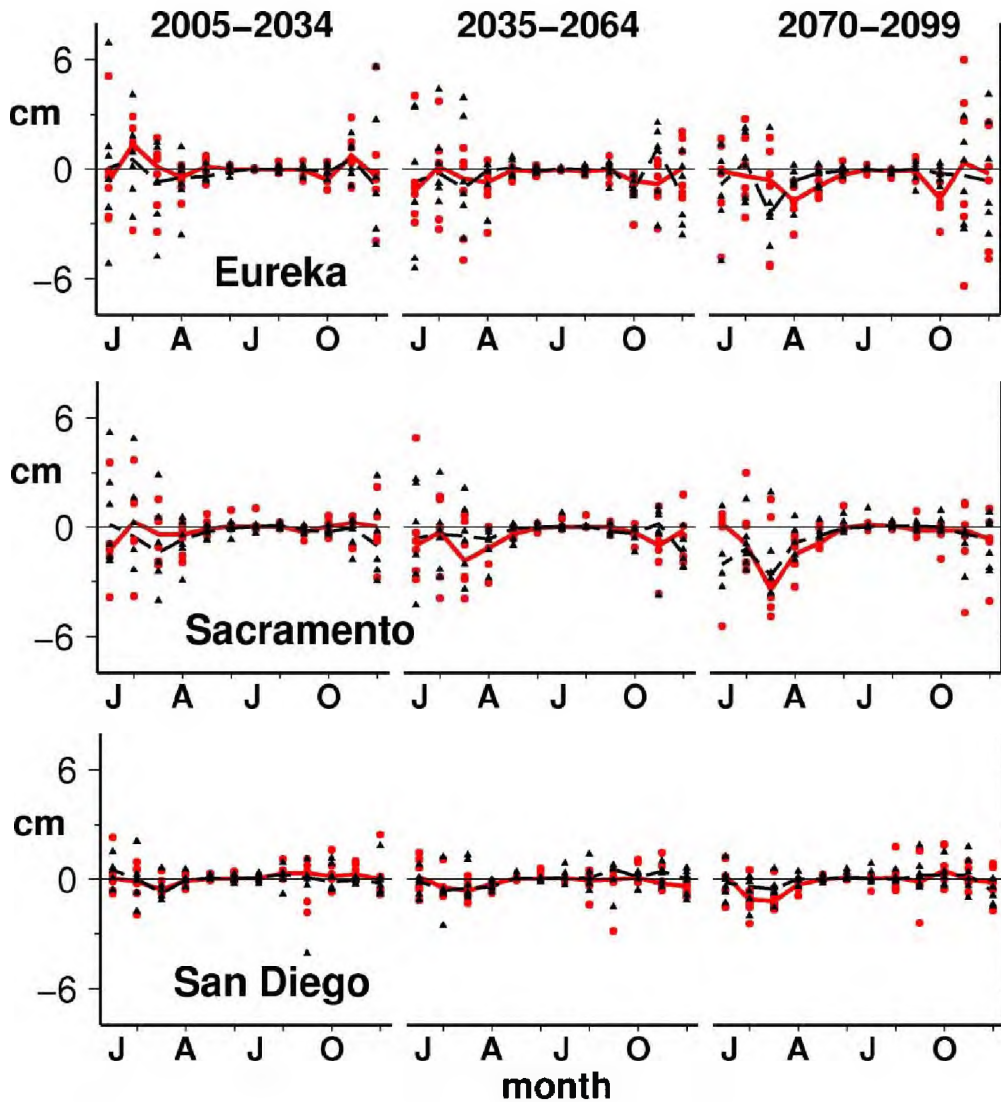 2005–2034 2035–2064 2070–2099
6
cm
0
−6
Eureka
J A J O J A J O J A J O
6
cm
0
−6
Sacramento
J A J O J A J O J A J O
6
cm
0
−6
San Diego
J A J O J A J O J A J O
month